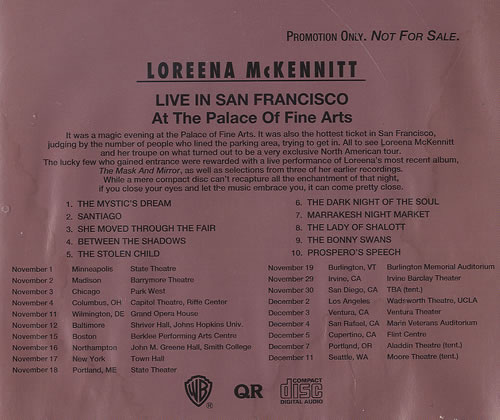 PROMOTION ONLY. NOT FOR SALE.
LOREENA McKENNITT
LIVE IN SAN FRANCISCO
At The Palace Of Fine Arts
It was a magic evening at the Palace of Fine Arts. It was also the hottest ticket in San Francisco,
judging by the number of people who lined the parking area, trying to get in. All to see Loreena McKennitt
and her troupe on what turned out to be a very exclusive North American tour.
The lucky few who gained entrance were rewarded with a live performance of Loreena's most recent album,
The Mask And Mirror, as well as selections from three of her earlier recordings.
While a mere compact disc can't recapture all the enchantment of that night,
if you close your eyes and let the music embrace you, it can come pretty close.
1. THE MYSTIC'S DREAM
2. SANTIAGO
3. SHE MOVED THROUGH THE FAIR
4. BETWEEN THE SHADOWS
5. THE STOLEN CHILD
6. THE DARK NIGHT OF THE SOUL
7. MARRAKESH NIGHT MARKET
8. THE LADY OF SHALOTT
9. THE BONNY SWANS
10. PROSPERO'S SPEECH
November 1 Minneapolis State Theatre
November 2 Madison Barrymore Theatre
November 3 Chicago Park West
November 4 Columbus, OH Capitol Theatre, Riffe Center
November 11 Wilmington, DE Grand Opera House
November 12 Baltimore Shriver Hall, Johns Hopkins Univ.
November 15 Boston Berklee Performing Arts Centre
November 16 Northampton John M. Greene Hall, Smith College
November 17 New York Town Hall
November 18 Portland, ME State Theater
November 19 Burlington, VT Burlington Memorial Auditorium
November 29 Irvine, CA Irvine Barclay Theater
November 30 San Diego, CA TBA (tent.)
December 2 Los Angeles Wadsworth Theatre, UCLA
December 3 Ventura, CA Ventura Theater
December 4 San Rafael, CA Marin Veterans Auditorium
December 5 Cupertino, CA Flint Centre
December 7 Portland, OR Aladdin Theatre (tent.)
December 11 Seattle, WA Moore Theatre (tent.)
WB
QR
COMPACT
disc
DIGITAL AUDIO